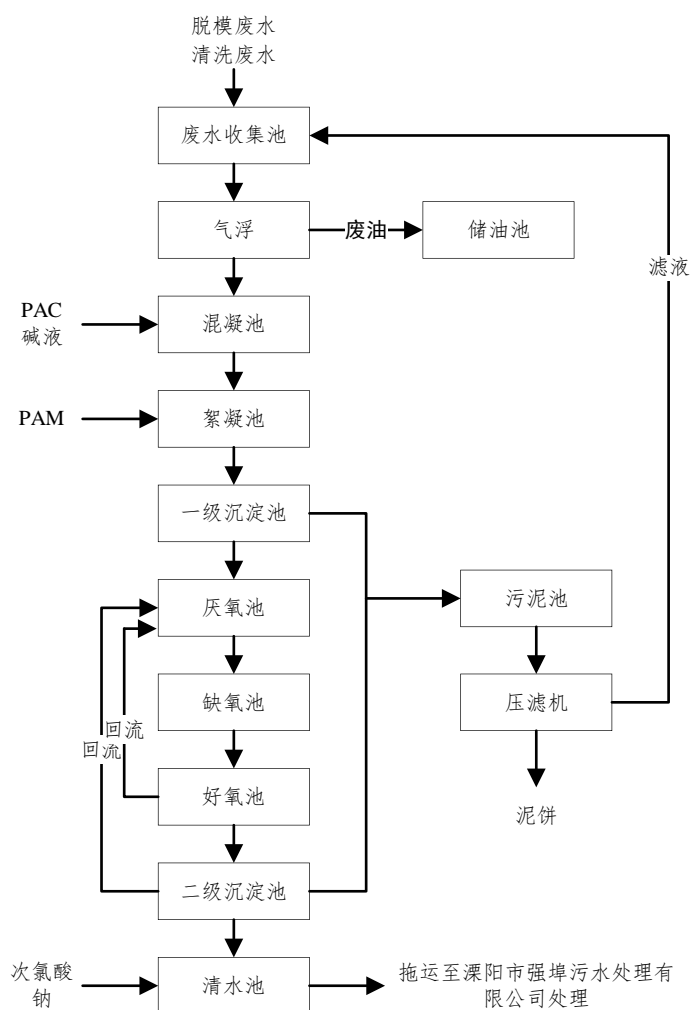 脱模废水
清洗废水
废水收集池
气浮
废油
储油池
滤液
PAC
碱液
混凝池
PAM
絮凝池
一级沉淀池
厌氧池
污泥池
缺氧池
压滤机
回流
回流
好氧池
泥饼
二级沉淀池
次氯酸
钠
清水池
拖运至溧阳市强埠污水处理有
限公司处理